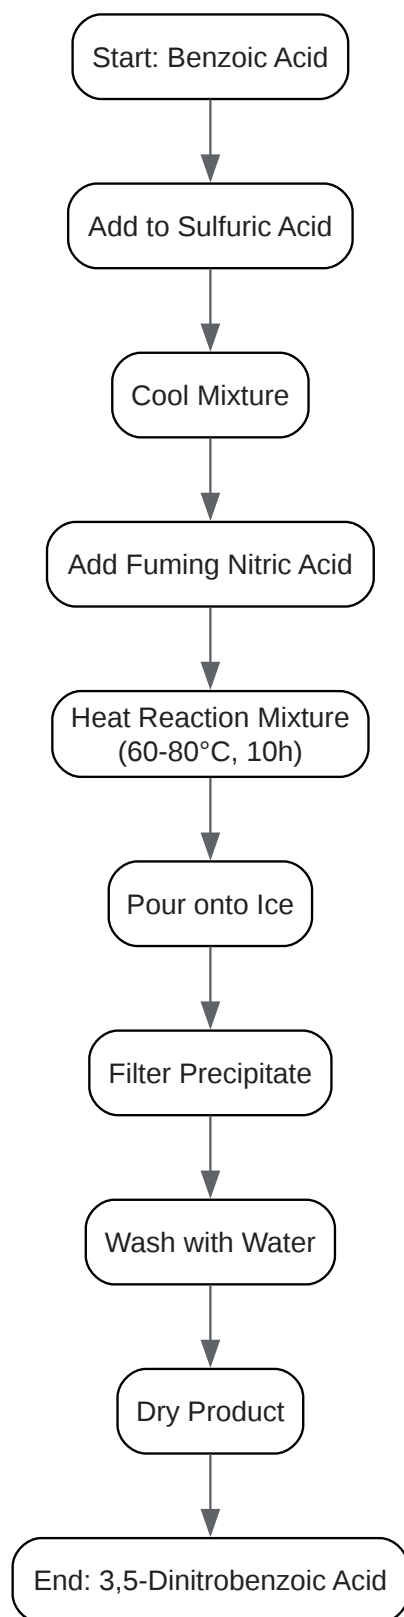 Start: Benzoic Acid
Add to Sulfuric Acid
Cool Mixture
Add Fuming Nitric Acid
Heat Reaction Mixture
(60-80°C, 10h)
Pour onto Ice
Filter Precipitate
Wash with Water
Dry Product
End: 3,5-Dinitrobenzoic Acid